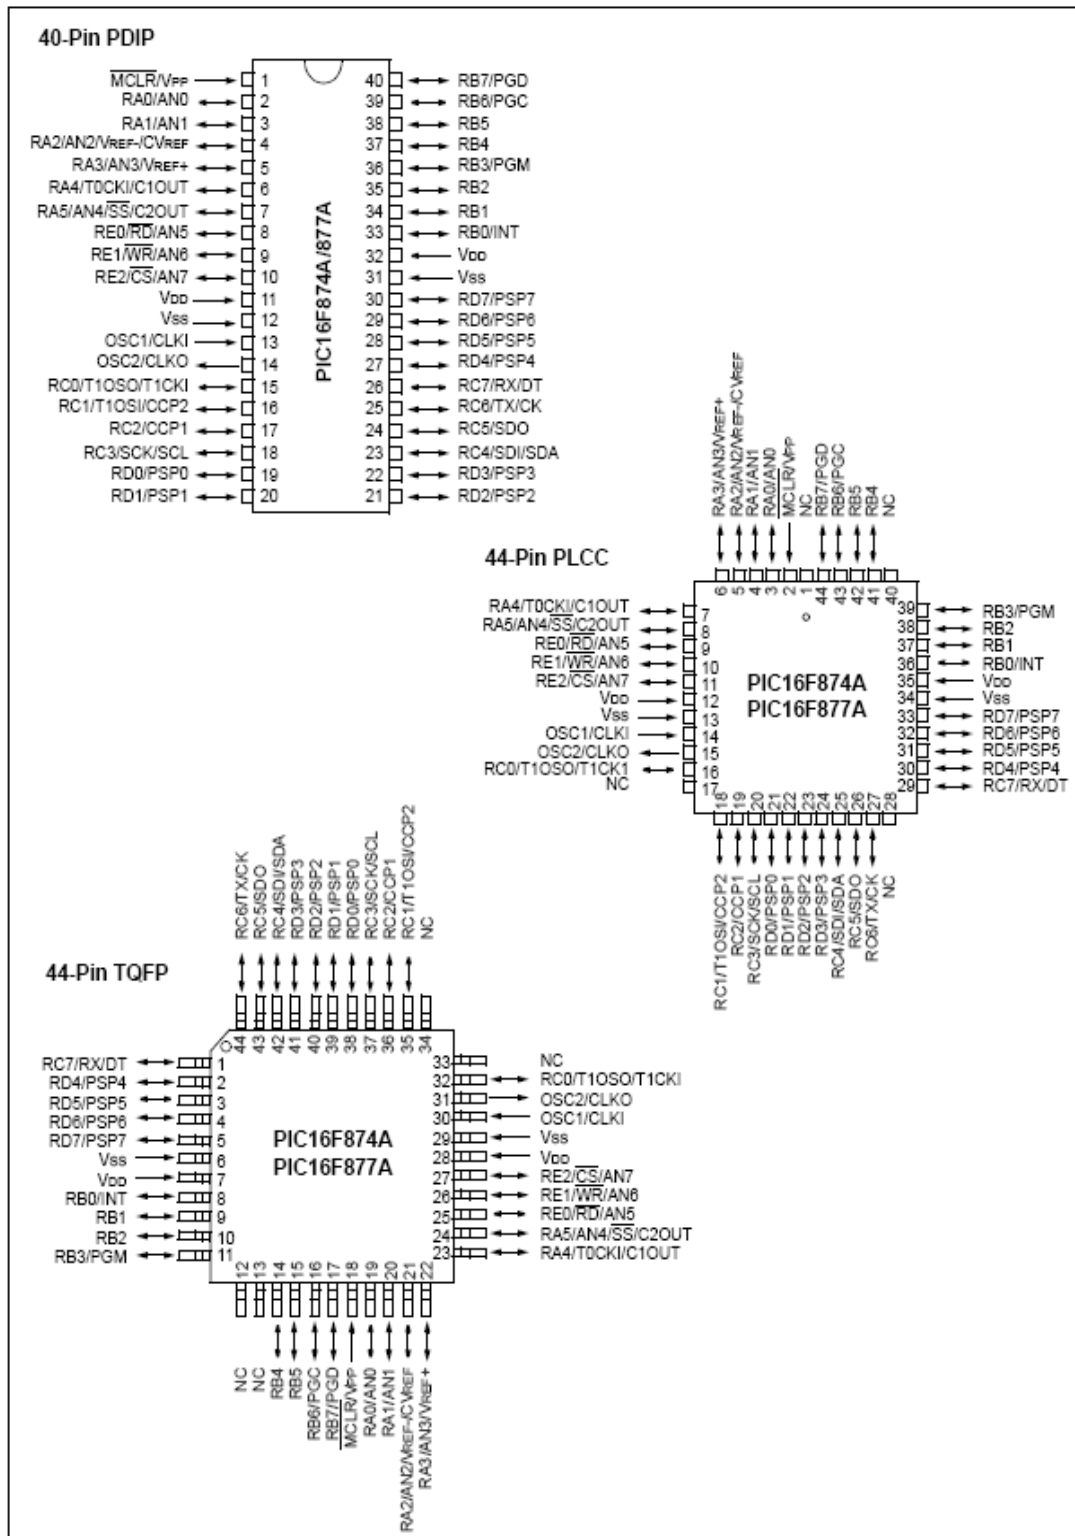 40-Pin PDIP
MCLR/VPP 1 40 RB7/PGD
RA0/AN0 2 39 RB6/PGC
RA1/AN1 3 38 RB5
RA2/AN2/VREF-/CVREF 4 37 RB4
RA3/AN3/VREF+ 5 36 RB3/PGM
RA4/T0CKI/C1OUT 6 35 RB2
RA5/AN4/SS/C2OUT 7 34 RB1
RE0/RD/AN5 8 33 RB0/INT
RE1/WR/AN6 9 32 VDD
RE2/CS/AN7 10 31 VSS
VDD 11 30 RD7/PSP7
VSS 12 29 RD6/PSP6
OSC1/CLKI 13 28 RD5/PSP5
OSC2/CLKO 14 27 RD4/PSP4
RC0/T1OSO/T1CKI 15 26 RC7/RX/DT
RC1/T1OSI/CCP2 16 25 RC6/TX/CK
RC2/CCP1 17 24 RC5/SDO
RC3/SCK/SCL 18 23 RC4/SDI/SDA
RD0/PSP0 19 22 RD3/PSP3
RD1/PSP1 20 21 RD2/PSP2
PIC16F874A/877A
44-Pin PLCC
RA3/AN3/VREF+
RA2/AN2/VREF-/CVREF
RA1/AN1
RA0/AN0
MCLR/VPP
NC
RB7/PGD
RB6/PGC
RB5
RB4
NC
6 5 4 3 2 1 44 43 42 41 40
RA4/T0CKI/C1OUT 7 39 RB3/PGM
RA5/AN4/SS/C2OUT 8 38 RB2
RE0/RD/AN5 9 37 RB1
RE1/WR/AN6 10 36 RB0/INT
RE2/CS/AN7 11 35 VDD
VDD 12 34 VSS
VSS 13 33 RD7/PSP7
OSC1/CLKI 14 32 RD6/PSP6
OSC2/CLKO 15 31 RD5/PSP5
RC0/T1OSO/T1CK1 16 30 RD4/PSP4
NC 17 29 RC7/RX/DT
PIC16F874A
PIC16F877A
18 19 20 21 22 23 24 25 26 27 28
RC1/T1OSI/CCP2
RC2/CCP1
RC3/SCK/SCL
RD0/PSP0
RD1/PSP1
RD2/PSP2
RD3/PSP3
RC4/SDI/SDA
RC5/SDO
RC6/TX/CK
NC
44-Pin TQFP
RC6/TX/CK
RC5/SDO
RC4/SDI/SDA
RD3/PSP3
RD2/PSP2
RD1/PSP1
RD0/PSP0
RC3/SCK/SCL
RC2/CCP1
RC1/T1OSI/CCP2
NC
44 43 42 41 40 39 38 37 36 35 34
RC7/RX/DT 1 33 NC
RD4/PSP4 2 32 RC0/T1OSO/T1CKI
RD5/PSP5 3 31 OSC2/CLKO
RD6/PSP6 4 30 OSC1/CLKI
RD7/PSP7 5 29 VSS
VSS 6 28 VDD
VDD 7 27 RE2/CS/AN7
RB0/INT 8 26 RE1/WR/AN6
RB1 9 25 RE0/RD/AN5
RB2 10 24 RA5/AN4/SS/C2OUT
RB3/PGM 11 23 RA4/T0CKI/C1OUT
PIC16F874A
PIC16F877A
12 13 14 15 16 17 18 19 20 21 22
NC
NC
RB4
RB5
RB6/PGC
RB7/PGD
MCLR/VPP
RA0/AN0
RA1/AN1
RA2/AN2/VREF-/CVREF
RA3/AN3/VREF+